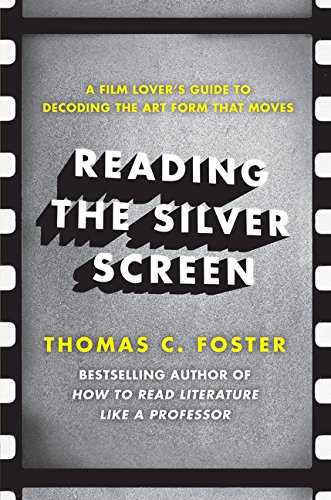 A FILM LOVER'S GUIDE TO
DECODING THE ART FORM THAT MOVES
READING
THE SILVER
SCREEN
THOMAS C. FOSTER
BESTSELLING AUTHOR OF
HOW TO READ LITERATURE
LIKE A PROFESSOR